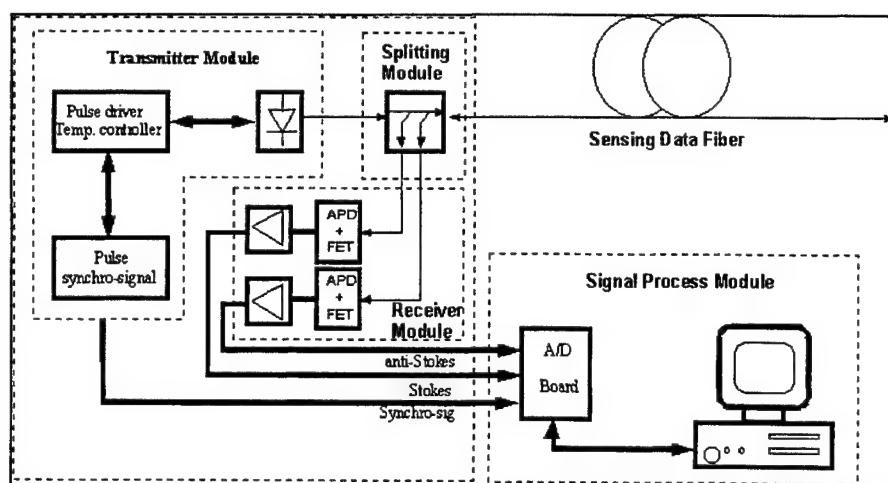 Transmitter Module
Splitting
Module
Pulse driver
Temp. controller
Sensing Data Fiber
APD
+
FET
Pulse
synchro-signal
APD
+
FET
Receiver
Module
Signal Process Module
anti-Stokes
A/D
Board
Stokes
Synchro-sig